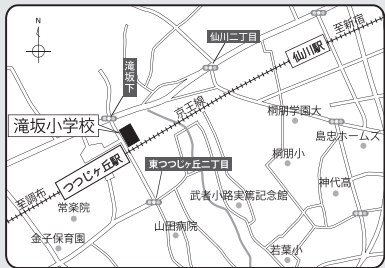 N
至新宿
仙川二丁目
仙川駅
滝坂下
京王線
桐朋学園大
滝坂小学校
島忠ホームズ
桐朋小
つつじヶ丘駅
東つつじヶ丘二丁目
神代高
至調布
武者小路実篤記念館
常楽院
山田病院
金子保育園
若葉小